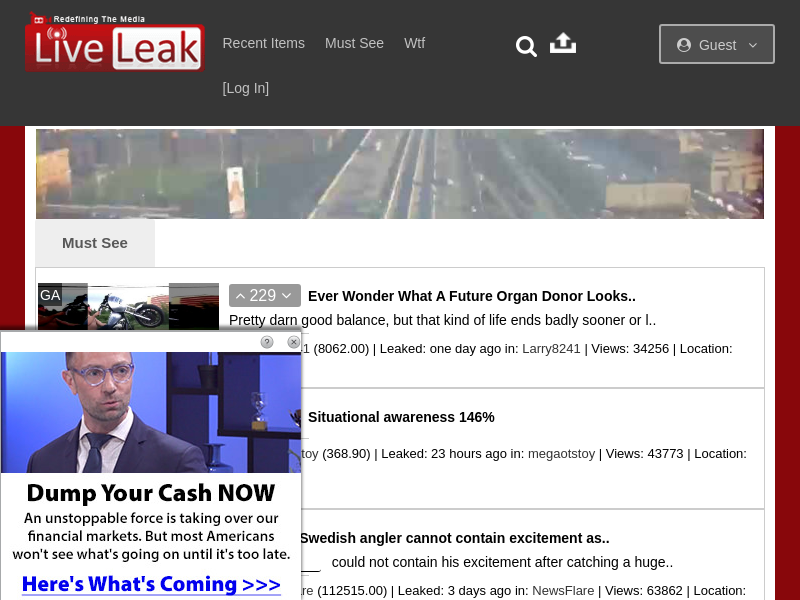 Redefining The Media
Live Leak
Recent Items Must See Wtf
Guest
[Log In]
Must See
GA
229 Ever Wonder What A Future Organ Donor Looks..
Pretty darn good balance, but that kind of life ends badly sooner or l..
(8062.00) | Leaked: one day ago in: Larry8241 | Views: 34256 | Location:
Situational awareness 146%
toy (368.90) | Leaked: 23 hours ago in: megaotstoy | Views: 43773 | Location:
Swedish angler cannot contain excitement as..
could not contain his excitement after catching a huge..
re (112515.00) | Leaked: 3 days ago in: NewsFlare | Views: 63862 | Location:
Dump Your Cash NOW
An unstoppable force is taking over our
financial markets. But most Americans
won't see what's going on until it's too late.
Here's What's Coming >>>